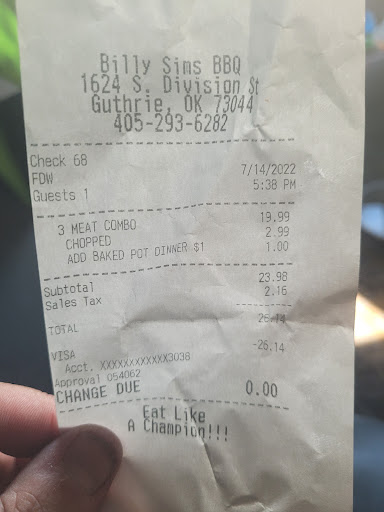 Billy Sims BBQ
1624 S. Division St
Guthrie, OK 73044
405-293-6282
Check 68 7/14/2022
FDW 5:38 PM
Guests 1
3 MEAT COMBO 19.99
CHOPPED 2.99
ADD BAKED POT DINNER $1 1.00
Subtotal 23.98
Sales Tax 2.16
TOTAL 26.14
VISA -26.14
Acct. XXXXXXXXXXXX3038
Approval 054062
CHANGE DUE 0.00
Eat Like
A Champion!!!